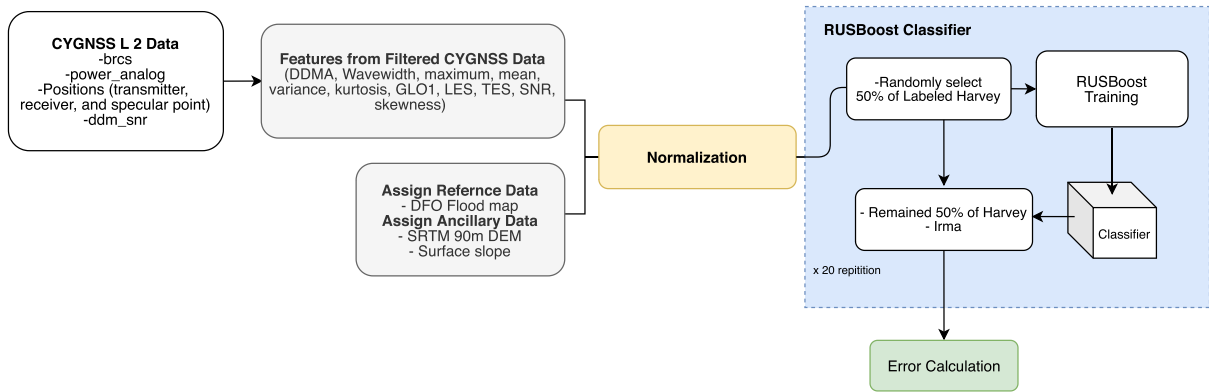 CYGNSS L 2 Data
-brcs
-power_analog
-Positions (transmitter,
receiver, and specular point)
-ddm_snr
Features from Filtered CYGNSS Data
(DDMA, Wavewidth, maximum, mean,
variance, kurtosis, GLO1, LES, TES, SNR,
skewness)
Assign Refernce Data
- DFO Flood map
Assign Ancillary Data
- SRTM 90m DEM
- Surface slope
Normalization
RUSBoost Classifier
-Randomly select
50% of Labeled Harvey
RUSBoost
Training
- Remained 50% of Harvey
- Irma
Classifier
x 20 repitition
Error Calculation